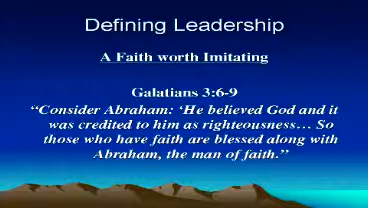 Defining Leadership
A Faith worth Imitating
Galatians 3:6-9
“Consider Abraham: ‘He believed God and it
was credited to him as righteousness… So
those who have faith are blessed along with
Abraham, the man of faith.”